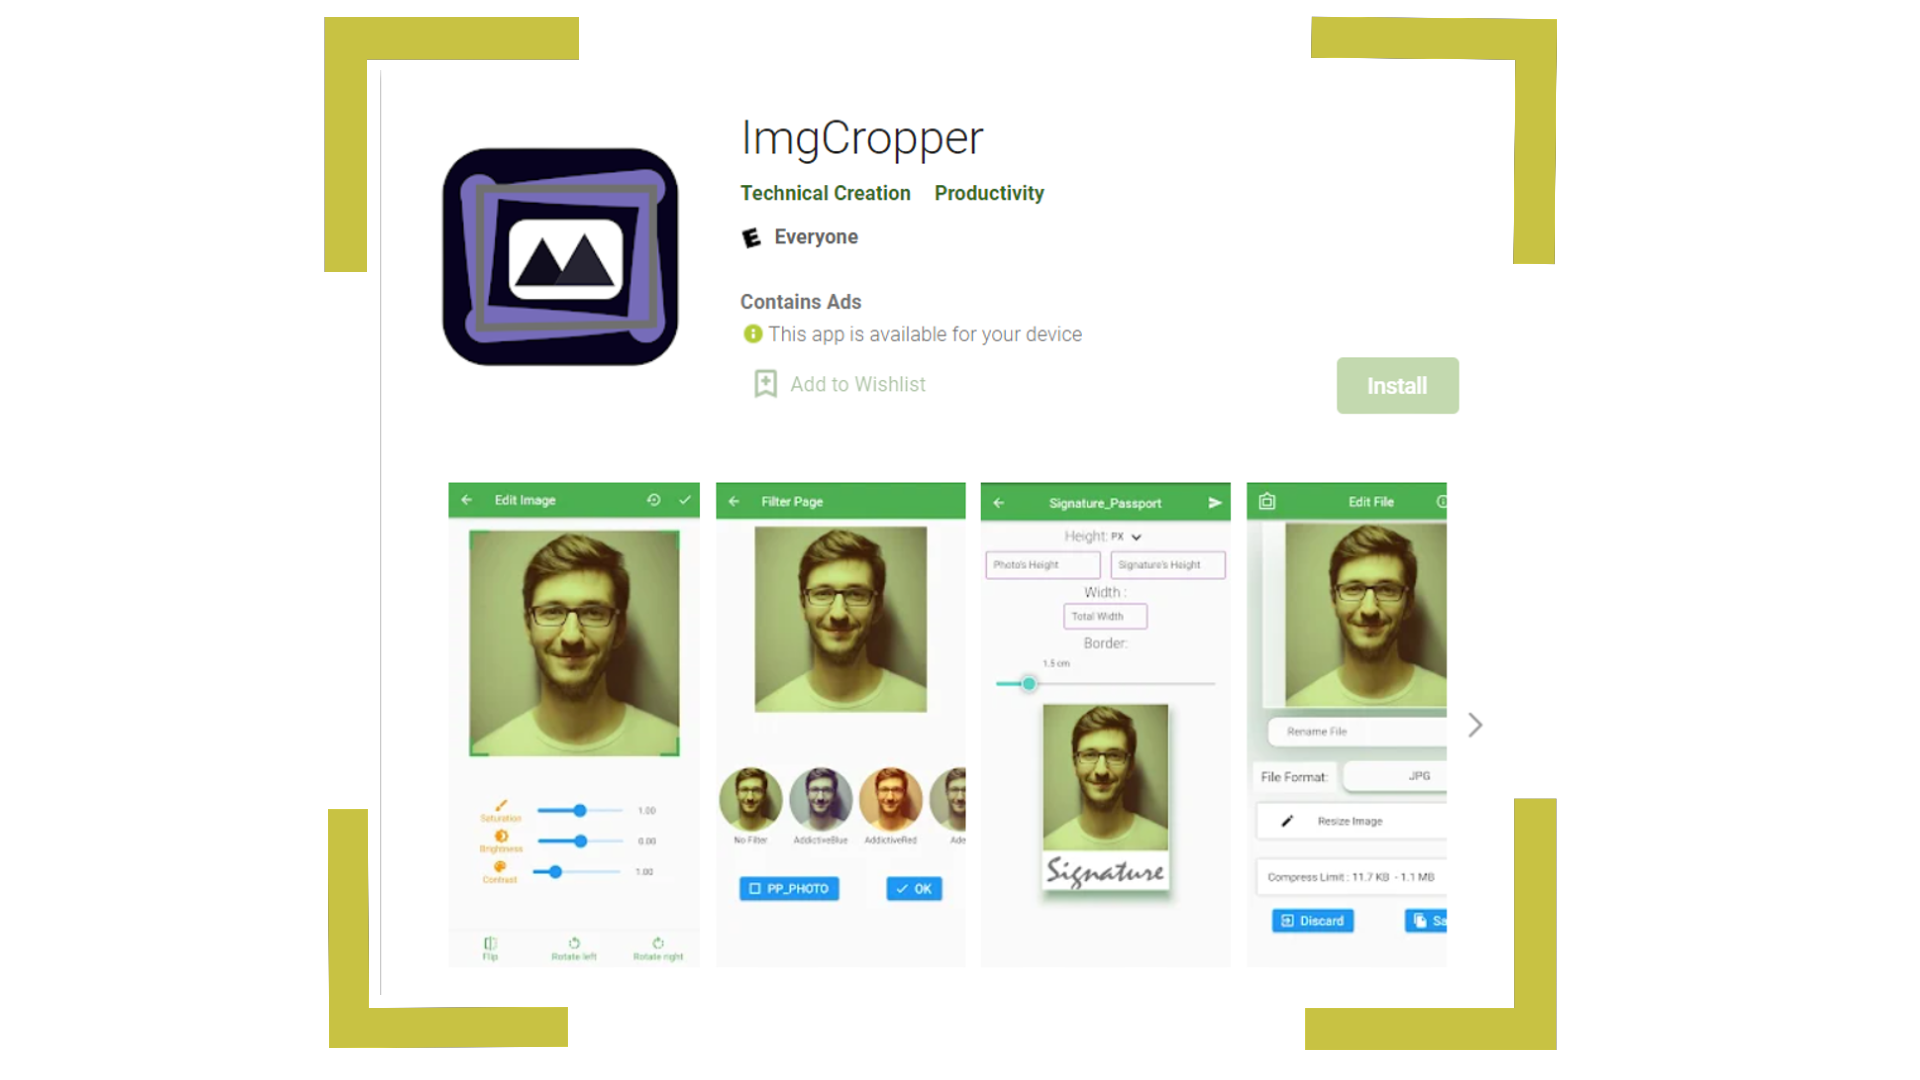 ImgCropper
Technical Creation Productivity
E Everyone
Contains Ads
This app is available for your device
Add to Wishlist
Install
Edit Image
Saturation 1.00
Brightness 0.00
Contrast 1.00
Flip Rotate left Rotate right
Filter Page
No Filter AddictiveBlue AddictiveRed Ade
PP_PHOTO OK
Signature_Passport
Height: PX
Photo's Height Signature's Height
Width :
Total Width
Border:
1.5 cm
Signature
Edit File
Rename File
File Format: JPG
Resize Image
Compress Limit : 11.7 KB - 1.1 MB
Discard Sa